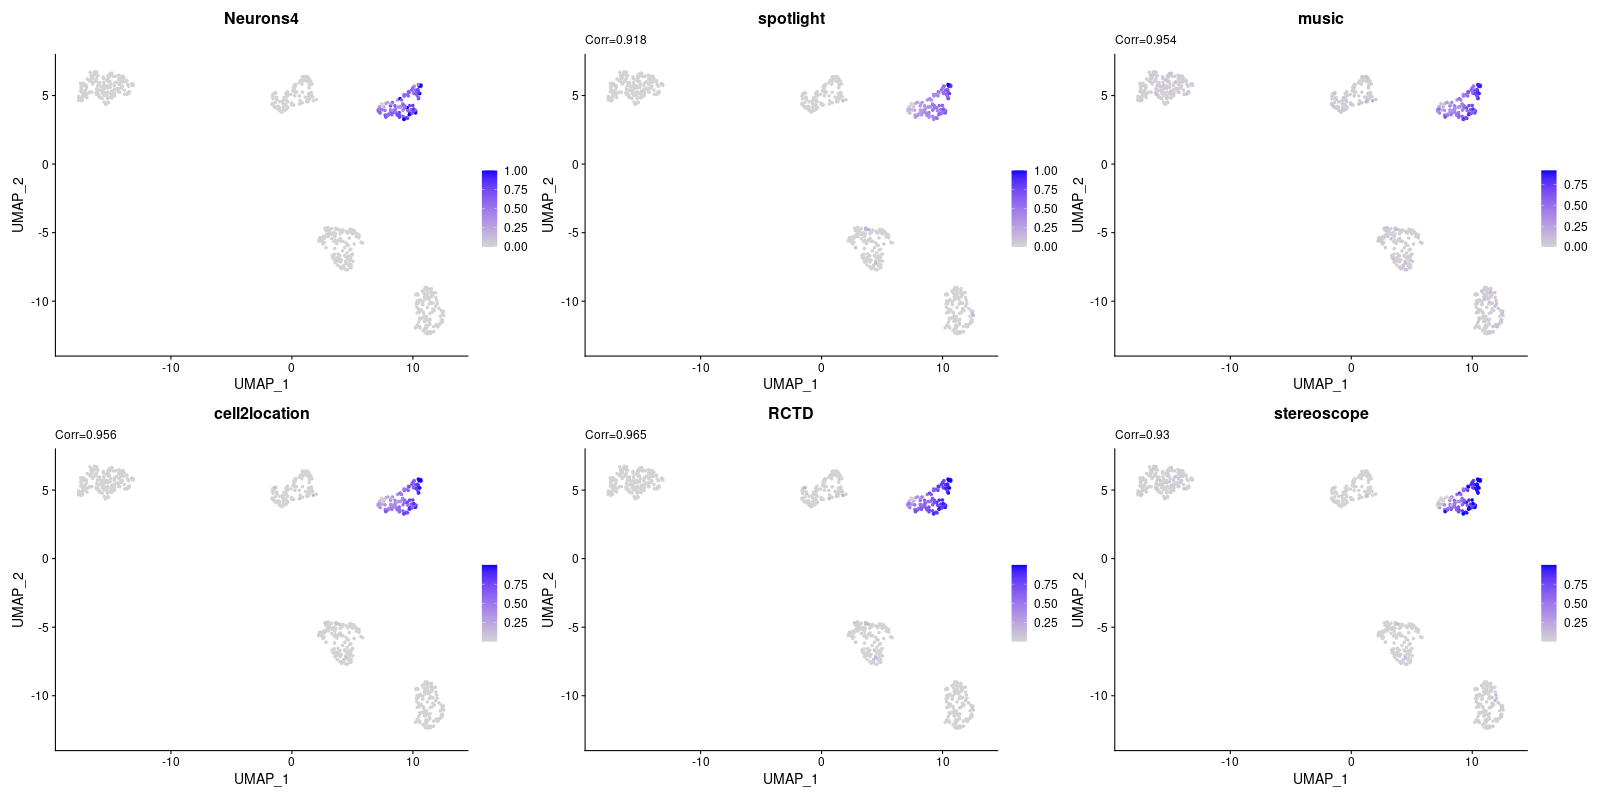 Neurons4
5
0
-5
-10
-10
0
10
UMAP_1
UMAP_2
1.00
0.75
0.50
0.25
0.00
spotlight
Corr=0.918
5
0
-5
-10
-10
0
10
UMAP_1
UMAP_2
1.00
0.75
0.50
0.25
0.00
music
Corr=0.954
5
0
-5
-10
-10
0
10
UMAP_1
UMAP_2
0.75
0.50
0.25
0.00
cell2location
Corr=0.956
5
0
-5
-10
-10
0
10
UMAP_1
UMAP_2
0.75
0.50
0.25
RCTD
Corr=0.965
5
0
-5
-10
-10
0
10
UMAP_1
UMAP_2
0.75
0.50
0.25
stereoscope
Corr=0.93
5
0
-5
-10
-10
0
10
UMAP_1
UMAP_2
0.75
0.50
0.25